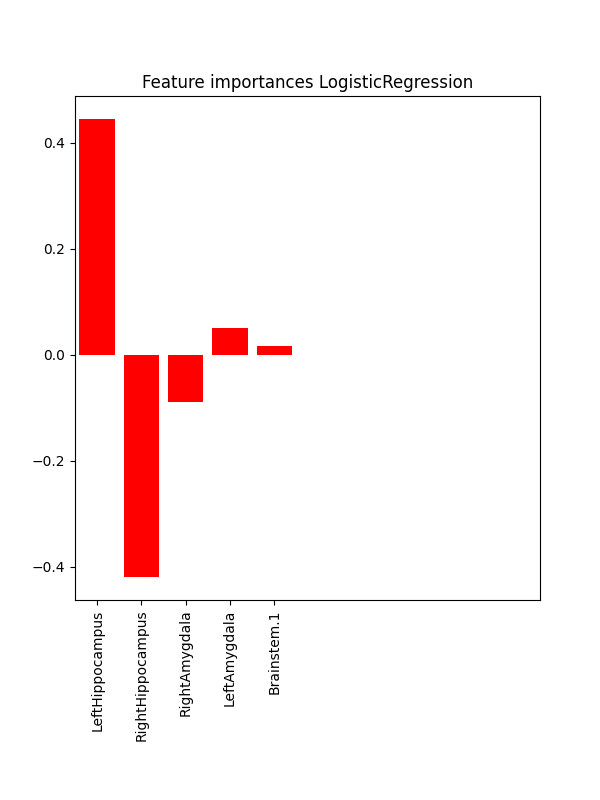 Feature importances LogisticRegression
0.4
0.2
0.0
−0.2
−0.4
LeftHippocampus
RightHippocampus
RightAmygdala
LeftAmygdala
Brainstem.1